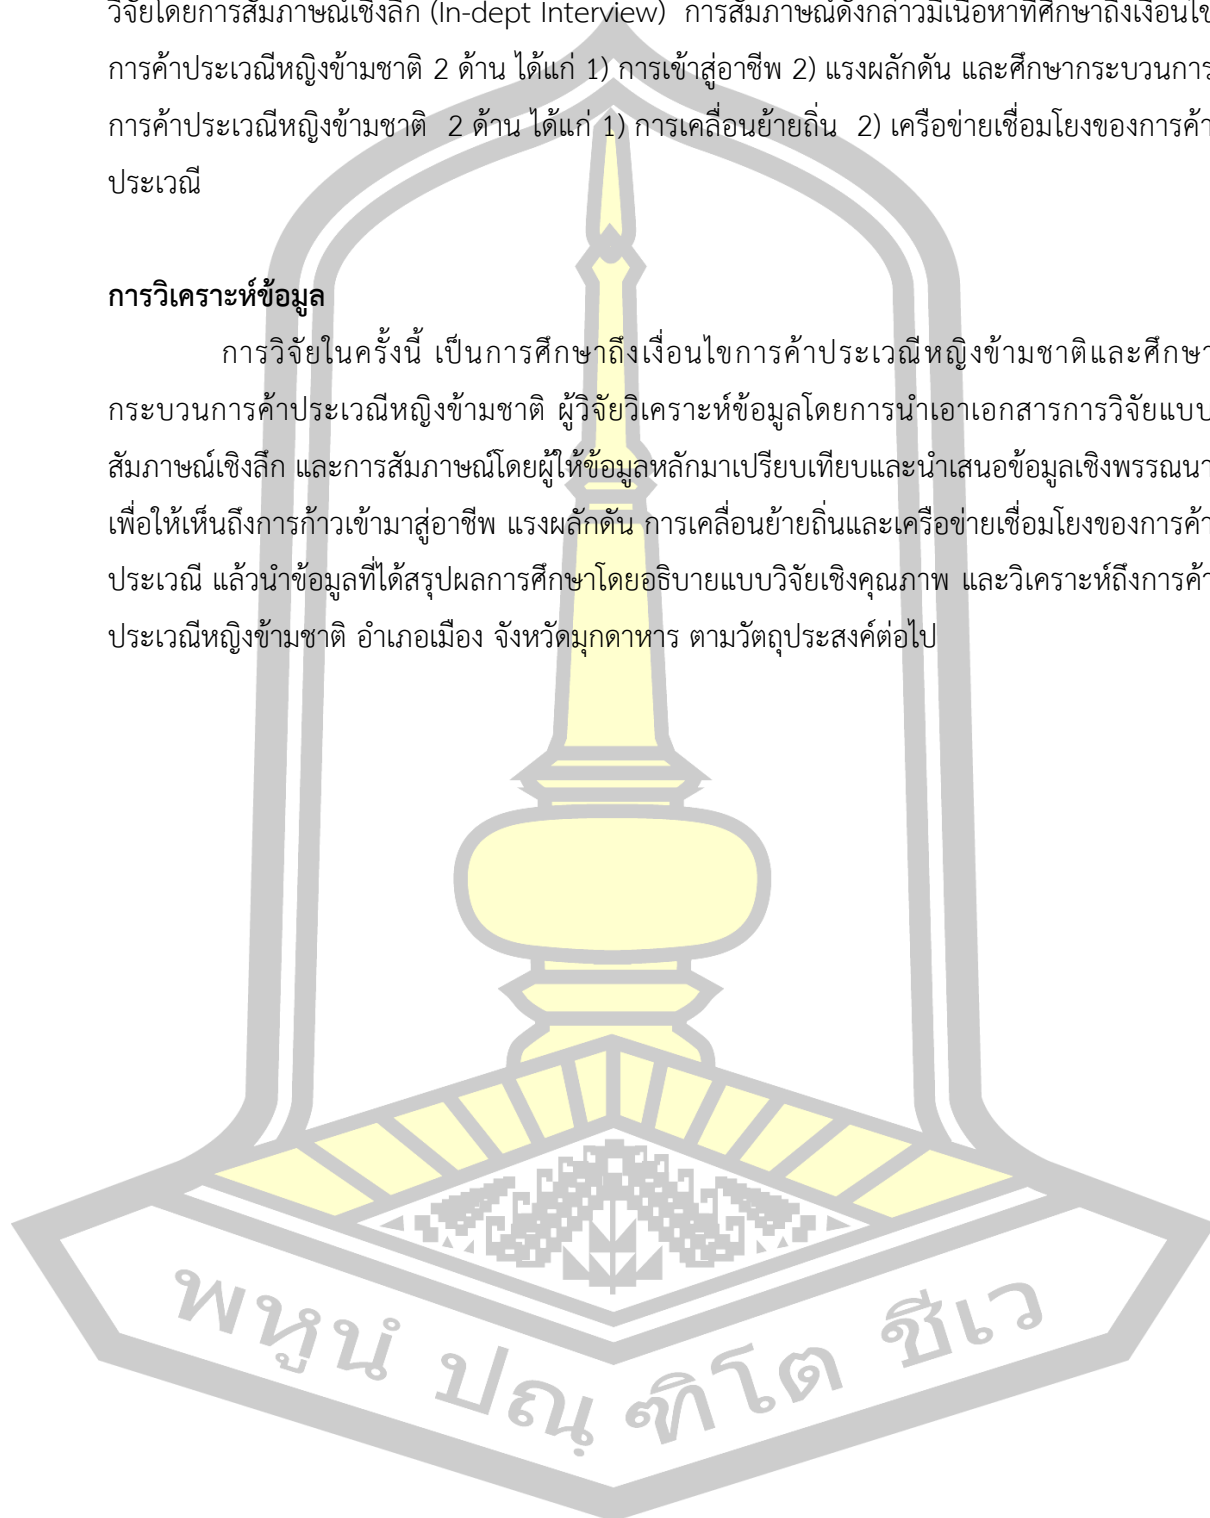 วิจัยโดยการสัมภาษณ์เชิงลึก (In-dept Interview) การสัมภาษณ์ดังกล่าวมีเนื้อหาที่ศึกษาถึงเงื่อนไข
การค้าประเวณีหญิงข้ามชาติ 2 ด้าน ได้แก่ 1) การเข้าสู่อาชีพ 2) แรงผลักดัน และศึกษากระบวนการ
การค้าประเวณีหญิงข้ามชาติ 2 ด้าน ได้แก่ 1) การเคลื่อนย้ายถิ่น 2) เครือข่ายเชื่อมโยงของการค้า
ประเวณี
การวิเคราะห์ข้อมูล
การวิจัยในครั้งนี้ เป็นการศึกษาถึงเงื่อนไขการค้าประเวณีหญิงข้ามชาติและศึกษา
กระบวนการค้าประเวณีหญิงข้ามชาติ ผู้วิจัยวิเคราะห์ข้อมูลโดยการนำเอาเอกสารการวิจัยแบบ
สัมภาษณ์เชิงลึก และการสัมภาษณ์โดยผู้ให้ข้อมูลหลักมาเปรียบเทียบและนำเสนอข้อมูลเชิงพรรณนา
เพื่อให้เห็นถึงการก้าวเข้ามาสู่อาชีพ แรงผลักดัน การเคลื่อนย้ายถิ่นและเครือข่ายเชื่อมโยงของการค้า
ประเวณี แล้วนำข้อมูลที่ได้สรุปผลการศึกษาโดยอธิบายแบบวิจัยเชิงคุณภาพ และวิเคราะห์ถึงการค้า
ประเวณีหญิงข้ามชาติ อำเภอเมือง จังหวัดมุกดาหาร ตามวัตถุประสงค์ต่อไป
พหูนํ ปณฺ ฑิโต ชีเว